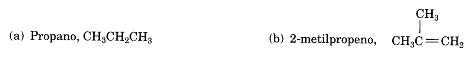 CH₃
(a) Propano, CH₃CH₂CH₃ (b) 2-metilpropeno, CH₃C=CH₂